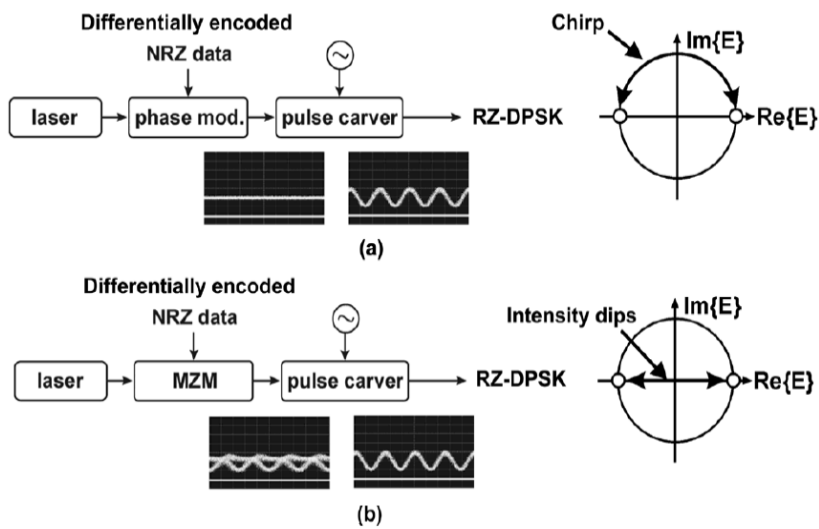 Differentially encoded
NRZ data
laser
phase mod.
pulse carver
RZ-DPSK
Chirp
Im{E}
Re{E}
(a)
Differentially encoded
NRZ data
laser
MZM
pulse carver
RZ-DPSK
Intensity dips
Im{E}
Re{E}
(b)